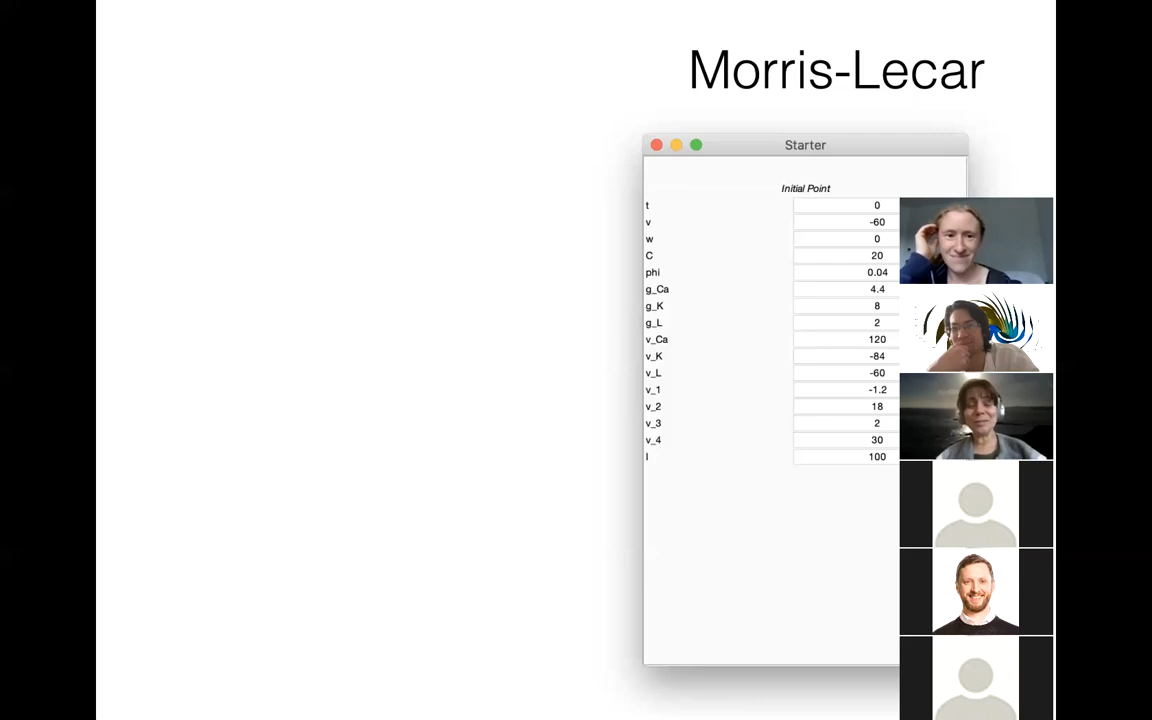 Morris-Lecar
Starter
Initial Point
t 0
v -60
w 0
C 20
phi 0.04
g_Ca 4.4
g_K 8
g_L 2
v_Ca 120
v_K -84
v_L -60
v_1 -1.2
v_2 18
v_3 2
v_4 30
I 100